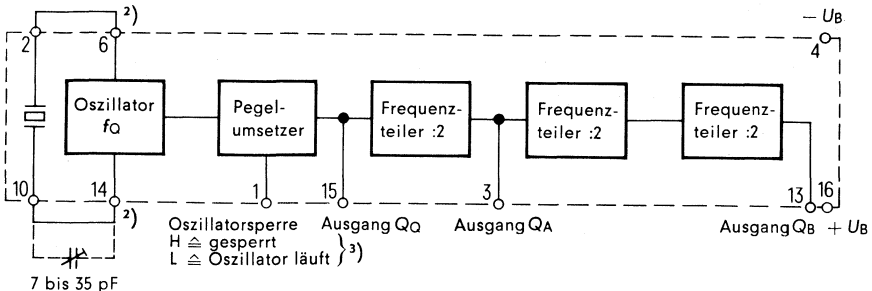 2)
− UB
2
6
4
Oszillator
fQ
Pegel-
umsetzer
Frequenz-
teiler :2
Frequenz-
teiler :2
Frequenz-
teiler :2
10
14
1
15
3
13
16
2)
Oszillatorsperre
H ≙ gesperrt
L ≙ Oszillator läuft
3)
Ausgang QQ
Ausgang QA
Ausgang QB
+ UB
7 bis 35 pF